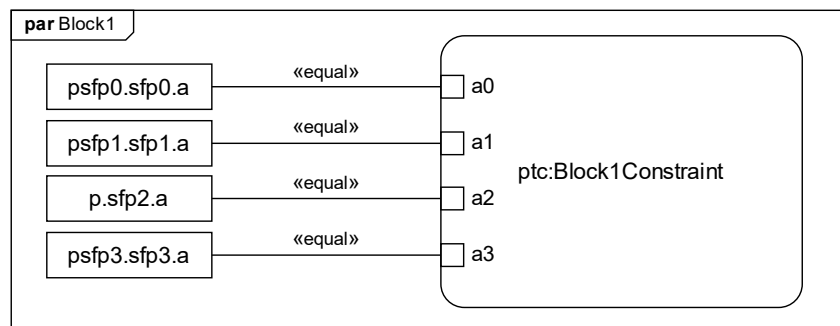 par Block1
«equal»
psfp0.sfp0.a
a0
«equal»
psfp1.sfp1.a
a1
ptc:Block1Constraint
«equal»
p.sfp2.a
a2
«equal»
psfp3.sfp3.a
a3